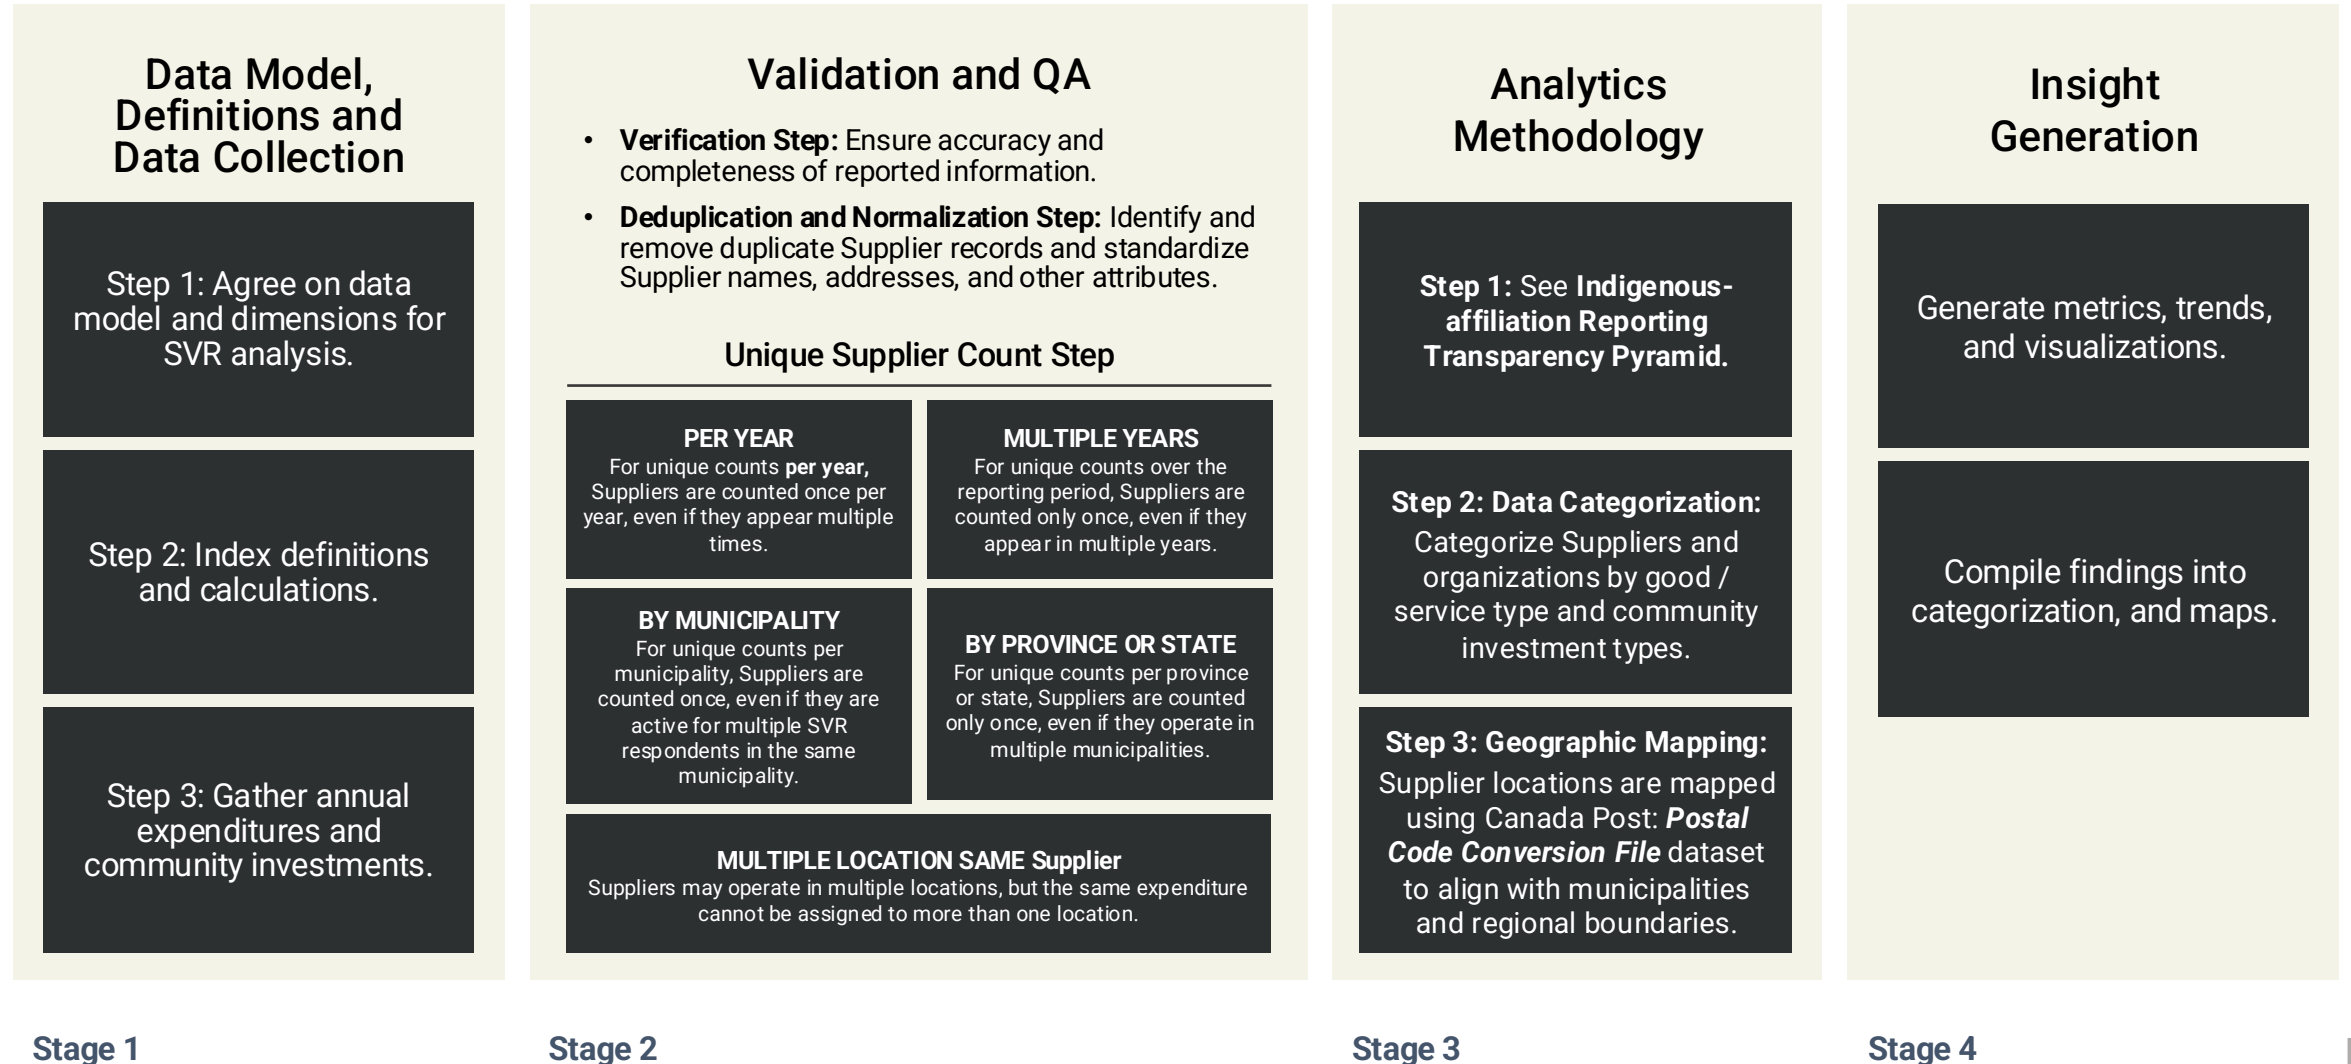 Data Model,
Definitions and
Data Collection
Step 1: Agree on data
model and dimensions for
SVR analysis.
Step 2: Index definitions
and calculations.
Step 3: Gather annual
expenditures and
community investments.
Stage 1
Validation and QA
• Verification Step: Ensure accuracy and
completeness of reported information.
• Deduplication and Normalization Step: Identify and
remove duplicate Supplier records and standardize
Supplier names, addresses, and other attributes.
Unique Supplier Count Step
PER YEAR
For unique counts per year,
Suppliers are counted once per
year, even if they appear multiple
times.
MULTIPLE YEARS
For unique counts over the
reporting period, Suppliers are
counted only once, even if they
appear in multiple years.
BY MUNICIPALITY
For unique counts per
municipality, Suppliers are
counted once, even if they are
active for multiple SVR
respondents in the same
municipality.
BY PROVINCE OR STATE
For unique counts per province
or state, Suppliers are counted
only once, even if they operate in
multiple municipalities.
MULTIPLE LOCATION SAME Supplier
Suppliers may operate in multiple locations, but the same expenditure
cannot be assigned to more than one location.
Stage 2
Analytics
Methodology
Step 1: See Indigenous-
affiliation Reporting
Transparency Pyramid.
Step 2: Data Categorization:
Categorize Suppliers and
organizations by good /
service type and community
investment types.
Step 3: Geographic Mapping:
Supplier locations are mapped
using Canada Post: Postal
Code Conversion File dataset
to align with municipalities
and regional boundaries.
Stage 3
Insight
Generation
Generate metrics, trends,
and visualizations.
Compile findings into
categorization, and maps.
Stage 4